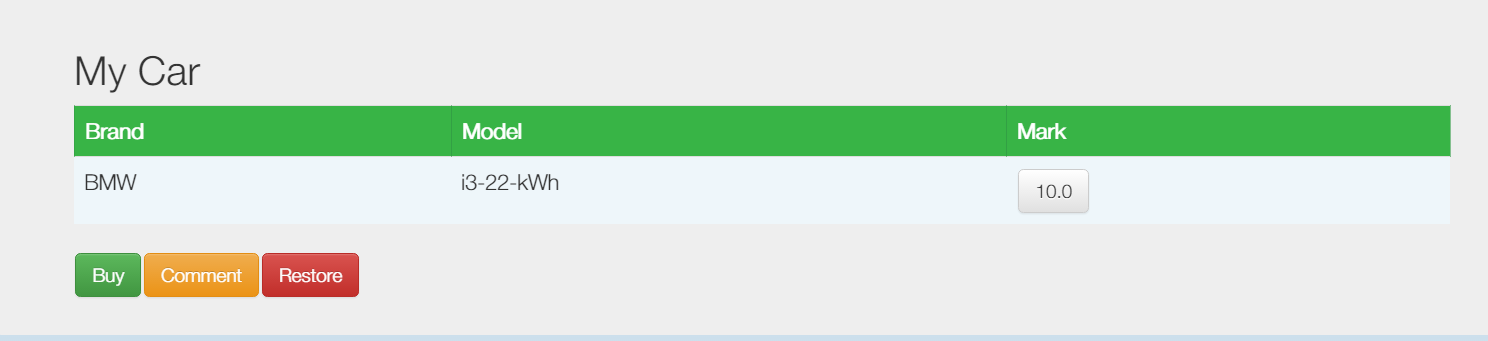 My Car
Brand Model Mark
BMW i3-22-kWh 10.0
Buy Comment Restore